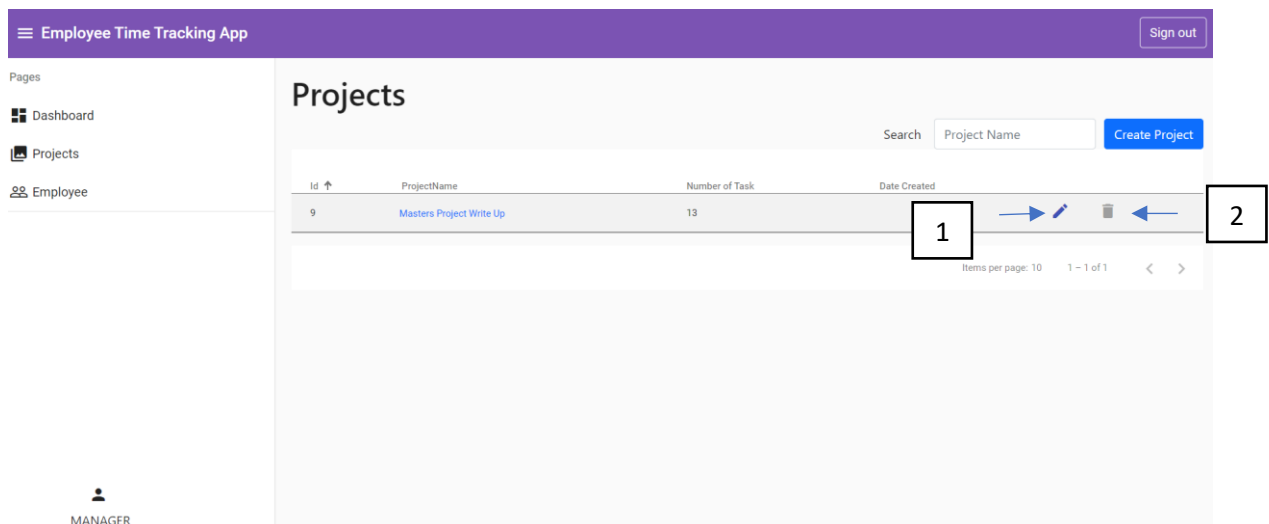 Employee Time Tracking App
Sign out
Pages
Dashboard
Projects
Employee
Projects
Search Project Name Create Project
Id ProjectName Number of Task Date Created
9 Masters Project Write Up 13
1
2
Items per page: 10 1 – 1 of 1
MANAGER